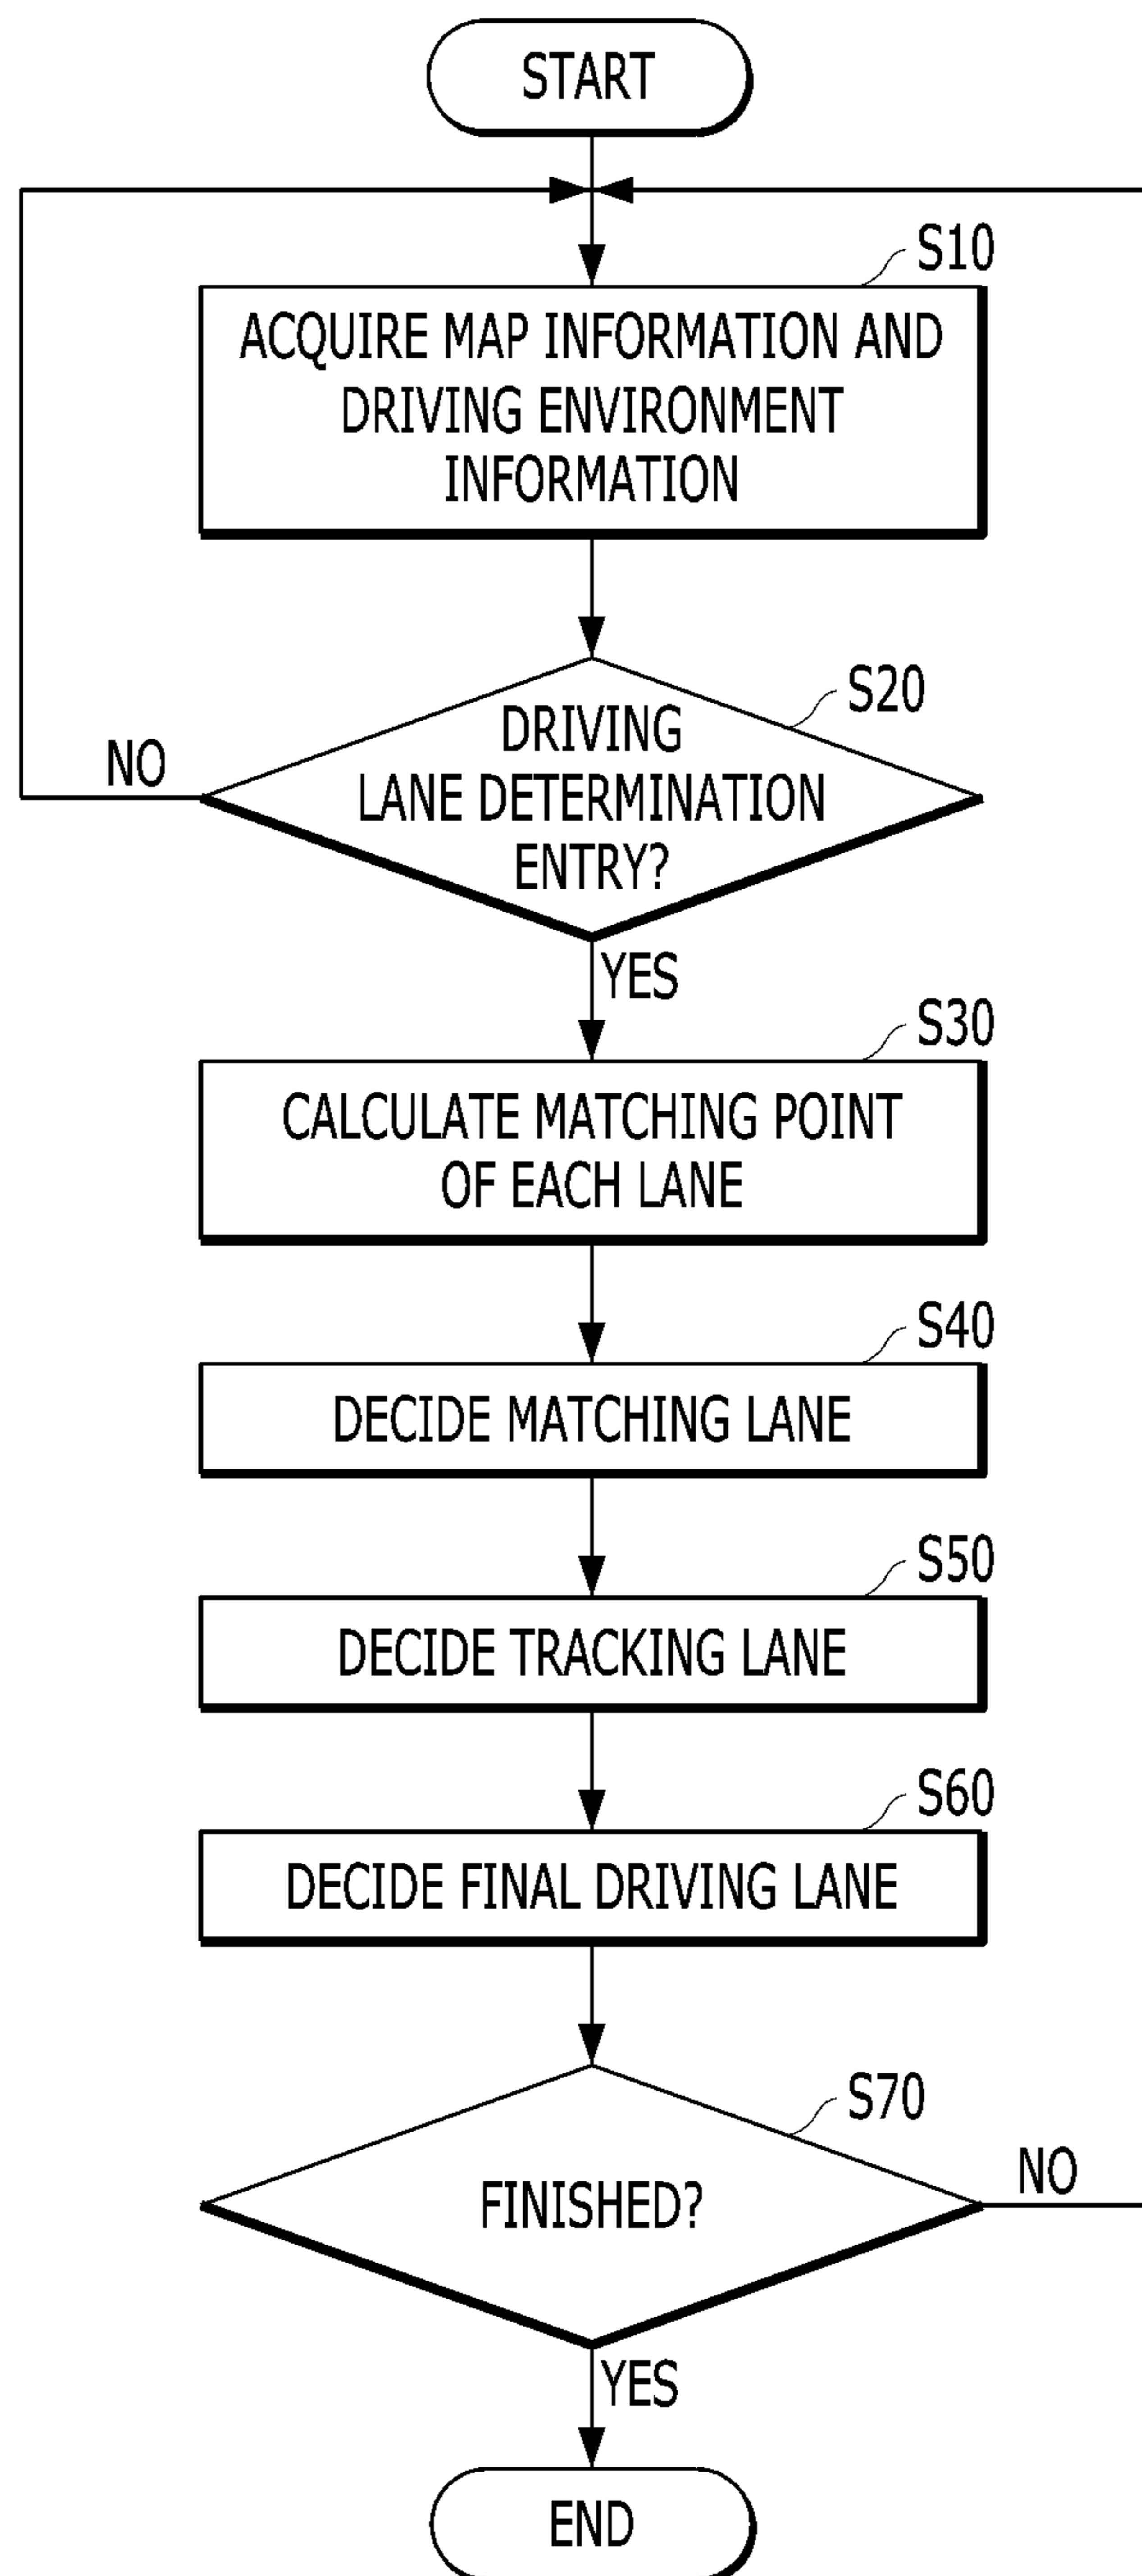 START
S10
ACQUIRE MAP INFORMATION AND
DRIVING ENVIRONMENT
INFORMATION
S20
DRIVING
LANE DETERMINATION
ENTRY?
NO
YES
S30
CALCULATE MATCHING POINT
OF EACH LANE
S40
DECIDE MATCHING LANE
S50
DECIDE TRACKING LANE
S60
DECIDE FINAL DRIVING LANE
S70
FINISHED?
NO
YES
END